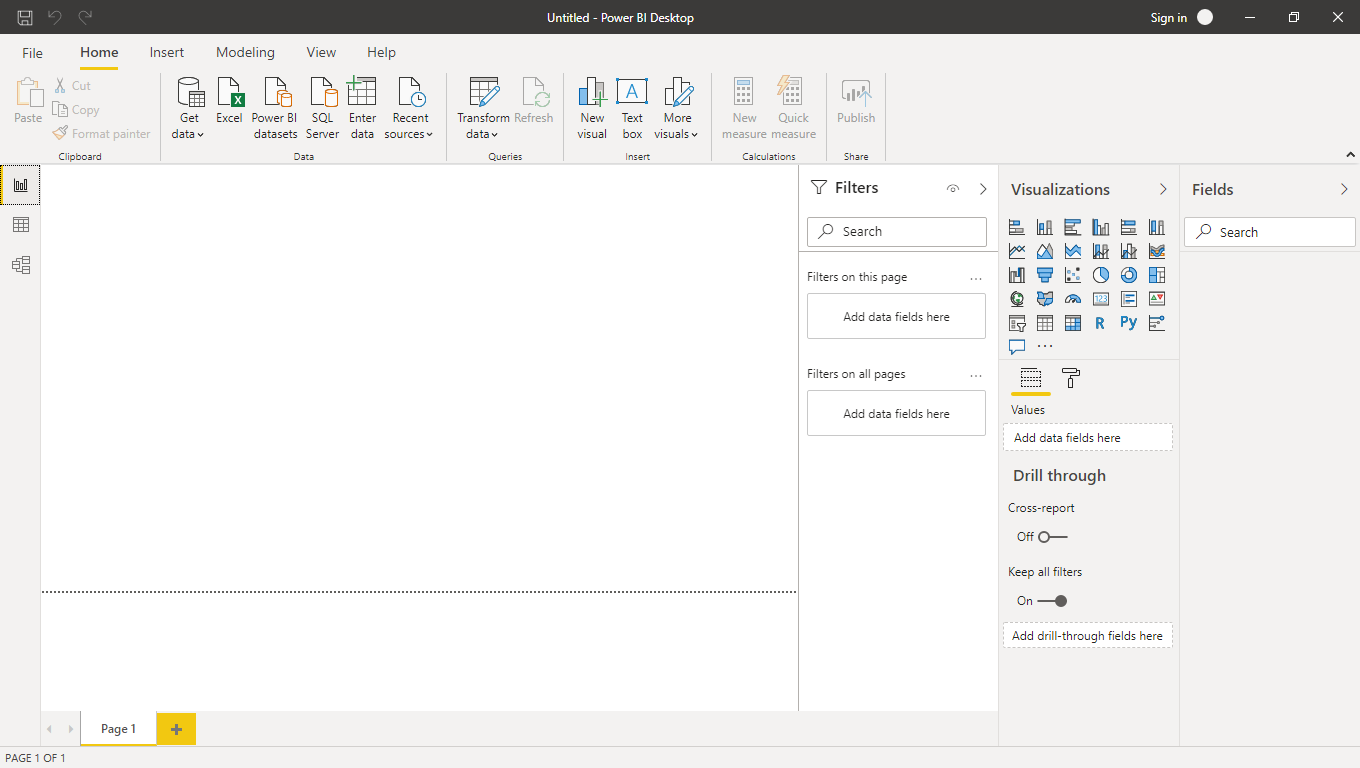 Untitled - Power BI Desktop
Sign in
File Home Insert Modeling View Help
Paste
Cut
Copy
Format painter
Clipboard
Get data
Excel
Power BI datasets
SQL Server
Enter data
Recent sources
Data
Transform data
Refresh
Queries
New visual
Text box
More visuals
Insert
New measure
Quick measure
Calculations
Publish
Share
Filters
Search
Filters on this page
Add data fields here
Filters on all pages
Add data fields here
Visualizations
123
R
Py
Values
Add data fields here
Drill through
Cross-report
Off
Keep all filters
On
Add drill-through fields here
Fields
Search
Page 1
PAGE 1 OF 1